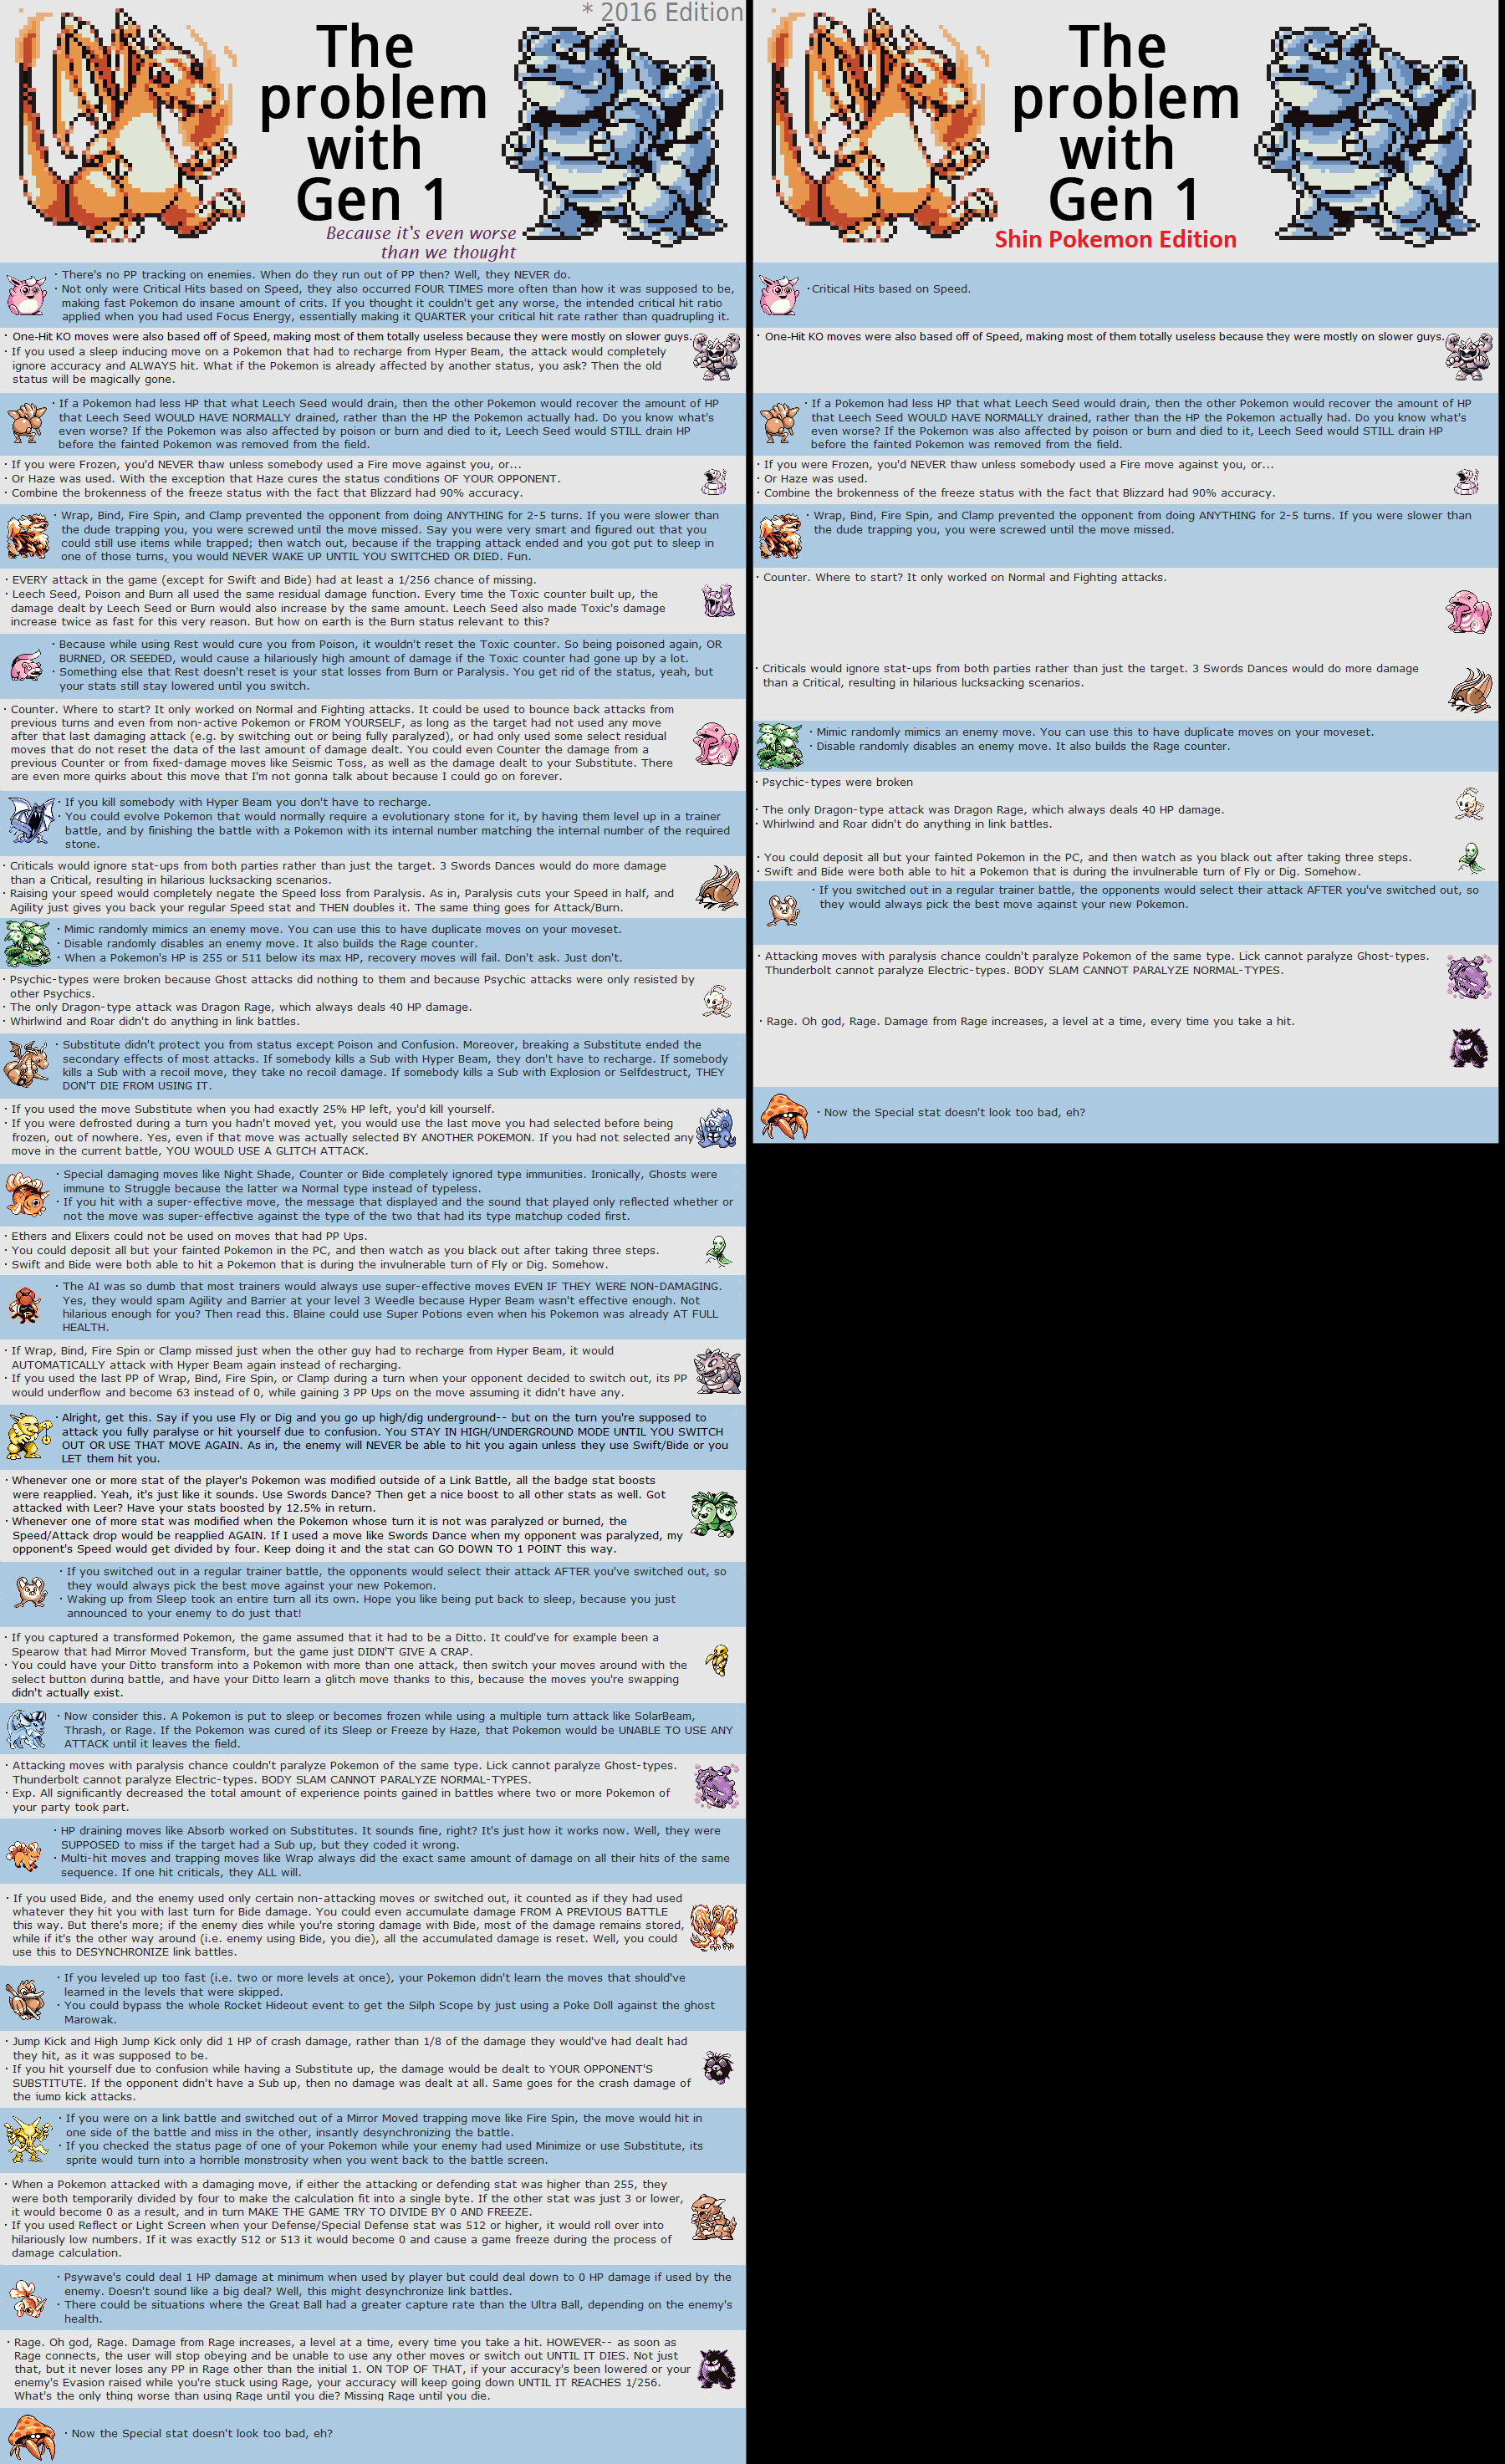 * 2016 Edition
The
problem
with
Gen 1
Because it's even worse
than we thought
· There's no PP tracking on enemies. When do they run out of PP then? Well, they NEVER do.
· Not only were Critical Hits based on Speed, they also occurred FOUR TIMES more often than how it was supposed to be,
making fast Pokemon do insane amount of crits. If you thought it couldn't get any worse, the intended critical hit ratio
applied when you had used Focus Energy, essentially making it QUARTER your critical hit rate rather than quadrupling it.
· One-Hit KO moves were also based off of Speed, making most of them totally useless because they were mostly on slower guys.
· If you used a sleep inducing move on a Pokemon that had to recharge from Hyper Beam, the attack would completely
ignore accuracy and ALWAYS hit. What if the Pokemon is already affected by another status, you ask? Then the old
status will be magically gone.
· If a Pokemon had less HP that what Leech Seed would drain, then the other Pokemon would recover the amount of HP
that Leech Seed WOULD HAVE NORMALLY drained, rather than the HP the Pokemon actually had. Do you know what's
even worse? If the Pokemon was also affected by poison or burn and died to it, Leech Seed would STILL drain HP
before the fainted Pokemon was removed from the field.
· If you were Frozen, you'd NEVER thaw unless somebody used a Fire move against you, or...
· Or Haze was used. With the exception that Haze cures the status conditions OF YOUR OPPONENT.
· Combine the brokenness of the freeze status with the fact that Blizzard had 90% accuracy.
· Wrap, Bind, Fire Spin, and Clamp prevented the opponent from doing ANYTHING for 2-5 turns. If you were slower than
the dude trapping you, you were screwed until the move missed. Say you were very smart and figured out that you
could still use items while trapped; then watch out, because if the trapping attack ended and you got put to sleep in
one of those turns, you would NEVER WAKE UP UNTIL YOU SWITCHED OR DIED. Fun.
· EVERY attack in the game (except for Swift and Bide) had at least a 1/256 chance of missing.
· Leech Seed, Poison and Burn all used the same residual damage function. Every time the Toxic counter built up, the
damage dealt by Leech Seed or Burn would also increase by the same amount. Leech Seed also made Toxic's damage
increase twice as fast for this very reason. But how on earth is the Burn status relevant to this?
· Because while using Rest would cure you from Poison, it wouldn't reset the Toxic counter. So being poisoned again, OR
BURNED, OR SEEDED, would cause a hilariously high amount of damage if the Toxic counter had gone up by a lot.
· Something else that Rest doesn't reset is your stat losses from Burn or Paralysis. You get rid of the status, yeah, but
your stats still stay lowered until you switch.
· Counter. Where to start? It only worked on Normal and Fighting attacks. It could be used to bounce back attacks from
previous turns and even from non-active Pokemon or FROM YOURSELF, as long as the target had not used any move
after that last damaging attack (e.g. by switching out or being fully paralyzed), or had only used some select residual
moves that do not reset the data of the last amount of damage dealt. You could even Counter the damage from a
previous Counter or from fixed-damage moves like Seismic Toss, as well as the damage dealt to your Substitute. There
are even more quirks about this move that I'm not gonna talk about because I could go on forever.
· If you kill somebody with Hyper Beam you don't have to recharge.
· You could evolve Pokemon that would normally require a evolutionary stone for it, by having them level up in a trainer
battle, and by finishing the battle with a Pokemon with its internal number matching the internal number of the required
stone.
· Criticals would ignore stat-ups from both parties rather than just the target. 3 Swords Dances would do more damage
than a Critical, resulting in hilarious lucksacking scenarios.
· Raising your speed would completely negate the Speed loss from Paralysis. As in, Paralysis cuts your Speed in half, and
Agility just gives you back your regular Speed stat and THEN doubles it. The same thing goes for Attack/Burn.
· Mimic randomly mimics an enemy move. You can use this to have duplicate moves on your moveset.
· Disable randomly disables an enemy move. It also builds the Rage counter.
· When a Pokemon's HP is 255 or 511 below its max HP, recovery moves will fail. Don't ask. Just don't.
· Psychic-types were broken because Ghost attacks did nothing to them and because Psychic attacks were only resisted by
other Psychics.
· The only Dragon-type attack was Dragon Rage, which always deals 40 HP damage.
· Whirlwind and Roar didn't do anything in link battles.
· Substitute didn't protect you from status except Poison and Confusion. Moreover, breaking a Substitute ended the
secondary effects of most attacks. If somebody kills a Sub with Hyper Beam, they don't have to recharge. If somebody
kills a Sub with a recoil move, they take no recoil damage. If somebody kills a Sub with Explosion or Selfdestruct, THEY
DON'T DIE FROM USING IT.
· If you used the move Substitute when you had exactly 25% HP left, you'd kill yourself.
· If you were defrosted during a turn you hadn't moved yet, you would use the last move you had selected before being
frozen, out of nowhere. Yes, even if that move was actually selected BY ANOTHER POKEMON. If you had not selected any
move in the current battle, YOU WOULD USE A GLITCH ATTACK.
· Special damaging moves like Night Shade, Counter or Bide completely ignored type immunities. Ironically, Ghosts were
immune to Struggle because the latter wa Normal type instead of typeless.
· If you hit with a super-effective move, the message that displayed and the sound that played only reflected whether or
not the move was super-effective against the type of the two that had its type matchup coded first.
· Ethers and Elixers could not be used on moves that had PP Ups.
· You could deposit all but your fainted Pokemon in the PC, and then watch as you black out after taking three steps.
· Swift and Bide were both able to hit a Pokemon that is during the invulnerable turn of Fly or Dig. Somehow.
· The AI was so dumb that most trainers would always use super-effective moves EVEN IF THEY WERE NON-DAMAGING.
Yes, they would spam Agility and Barrier at your level 3 Weedle because Hyper Beam wasn't effective enough. Not
hilarious enough for you? Then read this. Blaine could use Super Potions even when his Pokemon was already AT FULL
HEALTH.
· If Wrap, Bind, Fire Spin or Clamp missed just when the other guy had to recharge from Hyper Beam, it would
AUTOMATICALLY attack with Hyper Beam again instead of recharging.
· If you used the last PP of Wrap, Bind, Fire Spin, or Clamp during a turn when your opponent decided to switch out, its PP
would underflow and become 63 instead of 0, while gaining 3 PP Ups on the move assuming it didn't have any.
· Alright, get this. Say if you use Fly or Dig and you go up high/dig underground-- but on the turn you're supposed to
attack you fully paralyse or hit yourself due to confusion. You STAY IN HIGH/UNDERGROUND MODE UNTIL YOU SWITCH
OUT OR USE THAT MOVE AGAIN. As in, the enemy will NEVER be able to hit you again unless they use Swift/Bide or you
LET them hit you.
· Whenever one or more stat of the player's Pokemon was modified outside of a Link Battle, all the badge stat boosts
were reapplied. Yeah, it's just like it sounds. Use Swords Dance? Then get a nice boost to all other stats as well. Got
attacked with Leer? Have your stats boosted by 12.5% in return.
· Whenever one of more stat was modified when the Pokemon whose turn it is not was paralyzed or burned, the
Speed/Attack drop would be reapplied AGAIN. If I used a move like Swords Dance when my opponent was paralyzed, my
opponent's Speed would get divided by four. Keep doing it and the stat can GO DOWN TO 1 POINT this way.
· If you switched out in a regular trainer battle, the opponents would select their attack AFTER you've switched out, so
they would always pick the best move against your new Pokemon.
· Waking up from Sleep took an entire turn all its own. Hope you like being put back to sleep, because you just
announced to your enemy to do just that!
· If you captured a transformed Pokemon, the game assumed that it had to be a Ditto. It could've for example been a
Spearow that had Mirror Moved Transform, but the game just DIDN'T GIVE A CRAP.
· You could have your Ditto transform into a Pokemon with more than one attack, then switch your moves around with the
select button during battle, and have your Ditto learn a glitch move thanks to this, because the moves you're swapping
didn't actually exist.
· Now consider this. A Pokemon is put to sleep or becomes frozen while using a multiple turn attack like SolarBeam,
Thrash, or Rage. If the Pokemon was cured of its Sleep or Freeze by Haze, that Pokemon would be UNABLE TO USE ANY
ATTACK until it leaves the field.
· Attacking moves with paralysis chance couldn't paralyze Pokemon of the same type. Lick cannot paralyze Ghost-types.
Thunderbolt cannot paralyze Electric-types. BODY SLAM CANNOT PARALYZE NORMAL-TYPES.
· Exp. All significantly decreased the total amount of experience points gained in battles where two or more Pokemon of
your party took part.
· HP draining moves like Absorb worked on Substitutes. It sounds fine, right? It's just how it works now. Well, they were
SUPPOSED to miss if the target had a Sub up, but they coded it wrong.
· Multi-hit moves and trapping moves like Wrap always did the exact same amount of damage on all their hits of the same
sequence. If one hit criticals, they ALL will.
· If you used Bide, and the enemy used only certain non-attacking moves or switched out, it counted as if they had used
whatever they hit you with last turn for Bide damage. You could even accumulate damage FROM A PREVIOUS BATTLE
this way. But there's more; if the enemy dies while you're storing damage with Bide, most of the damage remains stored,
while if it's the other way around (i.e. enemy using Bide, you die), all the accumulated damage is reset. Well, you could
use this to DESYNCHRONIZE link battles.
· If you leveled up too fast (i.e. two or more levels at once), your Pokemon didn't learn the moves that should've
learned in the levels that were skipped.
· You could bypass the whole Rocket Hideout event to get the Silph Scope by just using a Poke Doll against the ghost
Marowak.
· Jump Kick and High Jump Kick only did 1 HP of crash damage, rather than 1/8 of the damage they would've had dealt had
they hit, as it was supposed to be.
· If you hit yourself due to confusion while having a Substitute up, the damage would be dealt to YOUR OPPONENT'S
SUBSTITUTE. If the opponent didn't have a Sub up, then no damage was dealt at all. Same goes for the crash damage of
the jump kick attacks.
· If you were on a link battle and switched out of a Mirror Moved trapping move like Fire Spin, the move would hit in
one side of the battle and miss in the other, insantly desynchronizing the battle.
· If you checked the status page of one of your Pokemon while your enemy had used Minimize or use Substitute, its
sprite would turn into a horrible monstrosity when you went back to the battle screen.
· When a Pokemon attacked with a damaging move, if either the attacking or defending stat was higher than 255, they
were both temporarily divided by four to make the calculation fit into a single byte. If the other stat was just 3 or lower,
it would become 0 as a result, and in turn MAKE THE GAME TRY TO DIVIDE BY 0 AND FREEZE.
· If you used Reflect or Light Screen when your Defense/Special Defense stat was 512 or higher, it would roll over into
hilariously low numbers. If it was exactly 512 or 513 it would become 0 and cause a game freeze during the process of
damage calculation.
· Psywave's could deal 1 HP damage at minimum when used by player but could deal down to 0 HP damage if used by the
enemy. Doesn't sound like a big deal? Well, this might desynchronize link battles.
· There could be situations where the Great Ball had a greater capture rate than the Ultra Ball, depending on the enemy's
health.
· Rage. Oh god, Rage. Damage from Rage increases, a level at a time, every time you take a hit. HOWEVER-- as soon as
Rage connects, the user will stop obeying and be unable to use any other moves or switch out UNTIL IT DIES. Not just
that, but it never loses any PP in Rage other than the initial 1. ON TOP OF THAT, if your accuracy's been lowered or your
enemy's Evasion raised while you're stuck using Rage, your accuracy will keep going down UNTIL IT REACHES 1/256.
What's the only thing worse than using Rage until you die? Missing Rage until you die.
· Now the Special stat doesn't look too bad, eh?
The
problem
with
Gen 1
Shin Pokemon Edition
·Critical Hits based on Speed.
· One-Hit KO moves were also based off of Speed, making most of them totally useless because they were mostly on slower guys.
· If a Pokemon had less HP that what Leech Seed would drain, then the other Pokemon would recover the amount of HP
that Leech Seed WOULD HAVE NORMALLY drained, rather than the HP the Pokemon actually had. Do you know what's
even worse? If the Pokemon was also affected by poison or burn and died to it, Leech Seed would STILL drain HP
before the fainted Pokemon was removed from the field.
· If you were Frozen, you'd NEVER thaw unless somebody used a Fire move against you, or...
· Or Haze was used.
· Combine the brokenness of the freeze status with the fact that Blizzard had 90% accuracy.
· Wrap, Bind, Fire Spin, and Clamp prevented the opponent from doing ANYTHING for 2-5 turns. If you were slower than
the dude trapping you, you were screwed until the move missed.
· Counter. Where to start? It only worked on Normal and Fighting attacks.
· Criticals would ignore stat-ups from both parties rather than just the target. 3 Swords Dances would do more damage
than a Critical, resulting in hilarious lucksacking scenarios.
· Mimic randomly mimics an enemy move. You can use this to have duplicate moves on your moveset.
· Disable randomly disables an enemy move. It also builds the Rage counter.
· Psychic-types were broken
· The only Dragon-type attack was Dragon Rage, which always deals 40 HP damage.
· Whirlwind and Roar didn't do anything in link battles.
· You could deposit all but your fainted Pokemon in the PC, and then watch as you black out after taking three steps.
· Swift and Bide were both able to hit a Pokemon that is during the invulnerable turn of Fly or Dig. Somehow.
· If you switched out in a regular trainer battle, the opponents would select their attack AFTER you've switched out, so
they would always pick the best move against your new Pokemon.
· Attacking moves with paralysis chance couldn't paralyze Pokemon of the same type. Lick cannot paralyze Ghost-types.
Thunderbolt cannot paralyze Electric-types. BODY SLAM CANNOT PARALYZE NORMAL-TYPES.
· Rage. Oh god, Rage. Damage from Rage increases, a level at a time, every time you take a hit.
· Now the Special stat doesn't look too bad, eh?